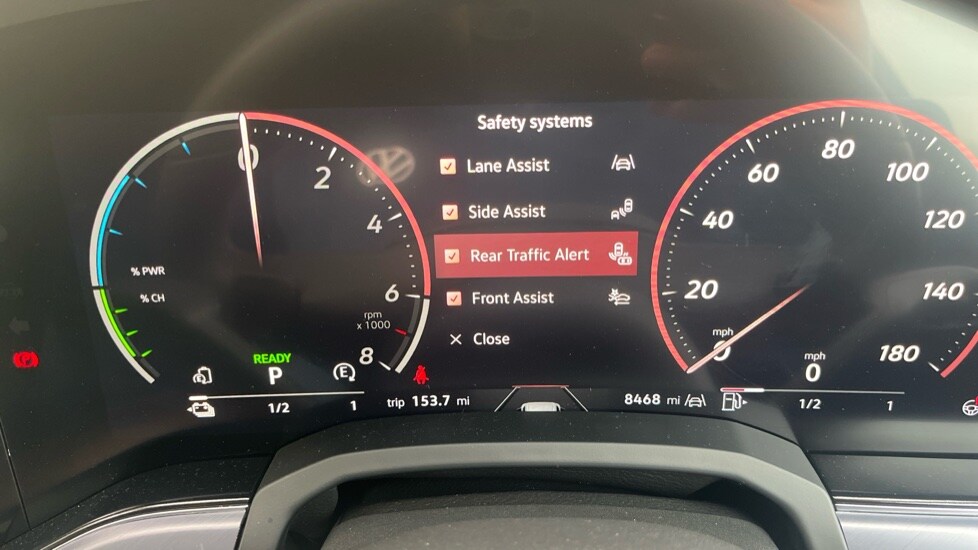 Safety systems
Lane Assist
Side Assist
Rear Traffic Alert
Front Assist
Close
0
2
4
6
8
rpm
x 1000
% PWR
% CH
READY
P
E
1/2
1
trip 153.7 mi
8468 mi
20
40
60
80
100
120
140
180
mph
0
mph
0
1/2
1